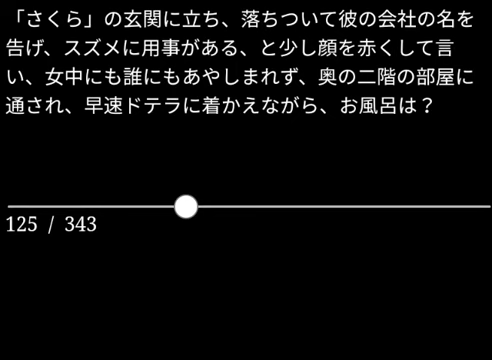 「さくら」の玄関に立ち、落ちついて彼の会社の名を
告げ、スズメに用事がある、と少し顔を赤くして言
い、女中にも誰にもあやしまれず、奥の二階の部屋に
通され、早速ドテラに着かえながら、お風呂は？
125 / 343